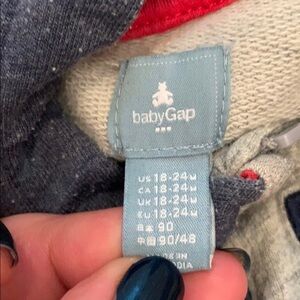 babyGap
US 18-24M
CA 18-24M
UK 18-24M
EU 18-24M
日本 90
中国 90/48